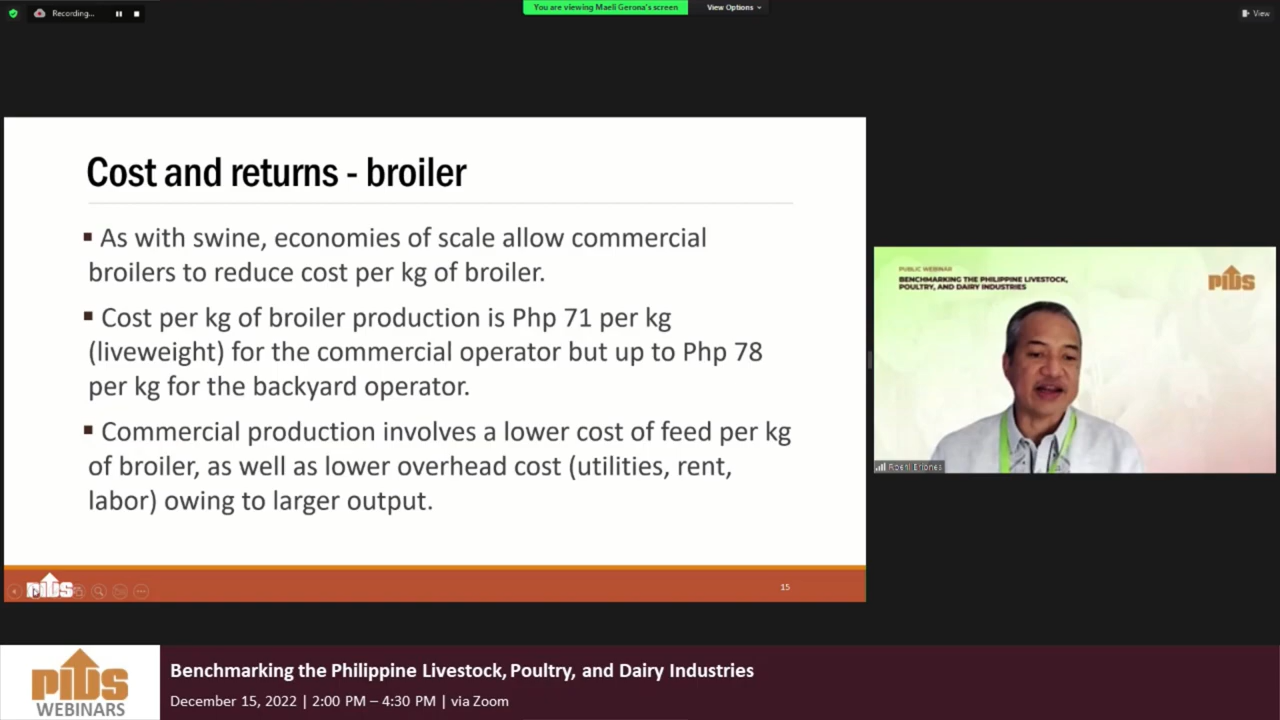 Recording...
You are viewing Maeli Gerona's screen
View Options
View
Cost and returns - broiler
▪ As with swine, economies of scale allow commercial
broilers to reduce cost per kg of broiler.
▪ Cost per kg of broiler production is Php 71 per kg
(liveweight) for the commercial operator but up to Php 78
per kg for the backyard operator.
▪ Commercial production involves a lower cost of feed per kg
of broiler, as well as lower overhead cost (utilities, rent,
labor) owing to larger output.
PIDS
15
PUBLIC WEBINAR
BENCHMARKING THE PHILIPPINE LIVESTOCK,
POULTRY, AND DAIRY INDUSTRIES
PIDS
PIDS
WEBINARS
Benchmarking the Philippine Livestock, Poultry, and Dairy Industries
December 15, 2022 | 2:00 PM – 4:30 PM | via Zoom